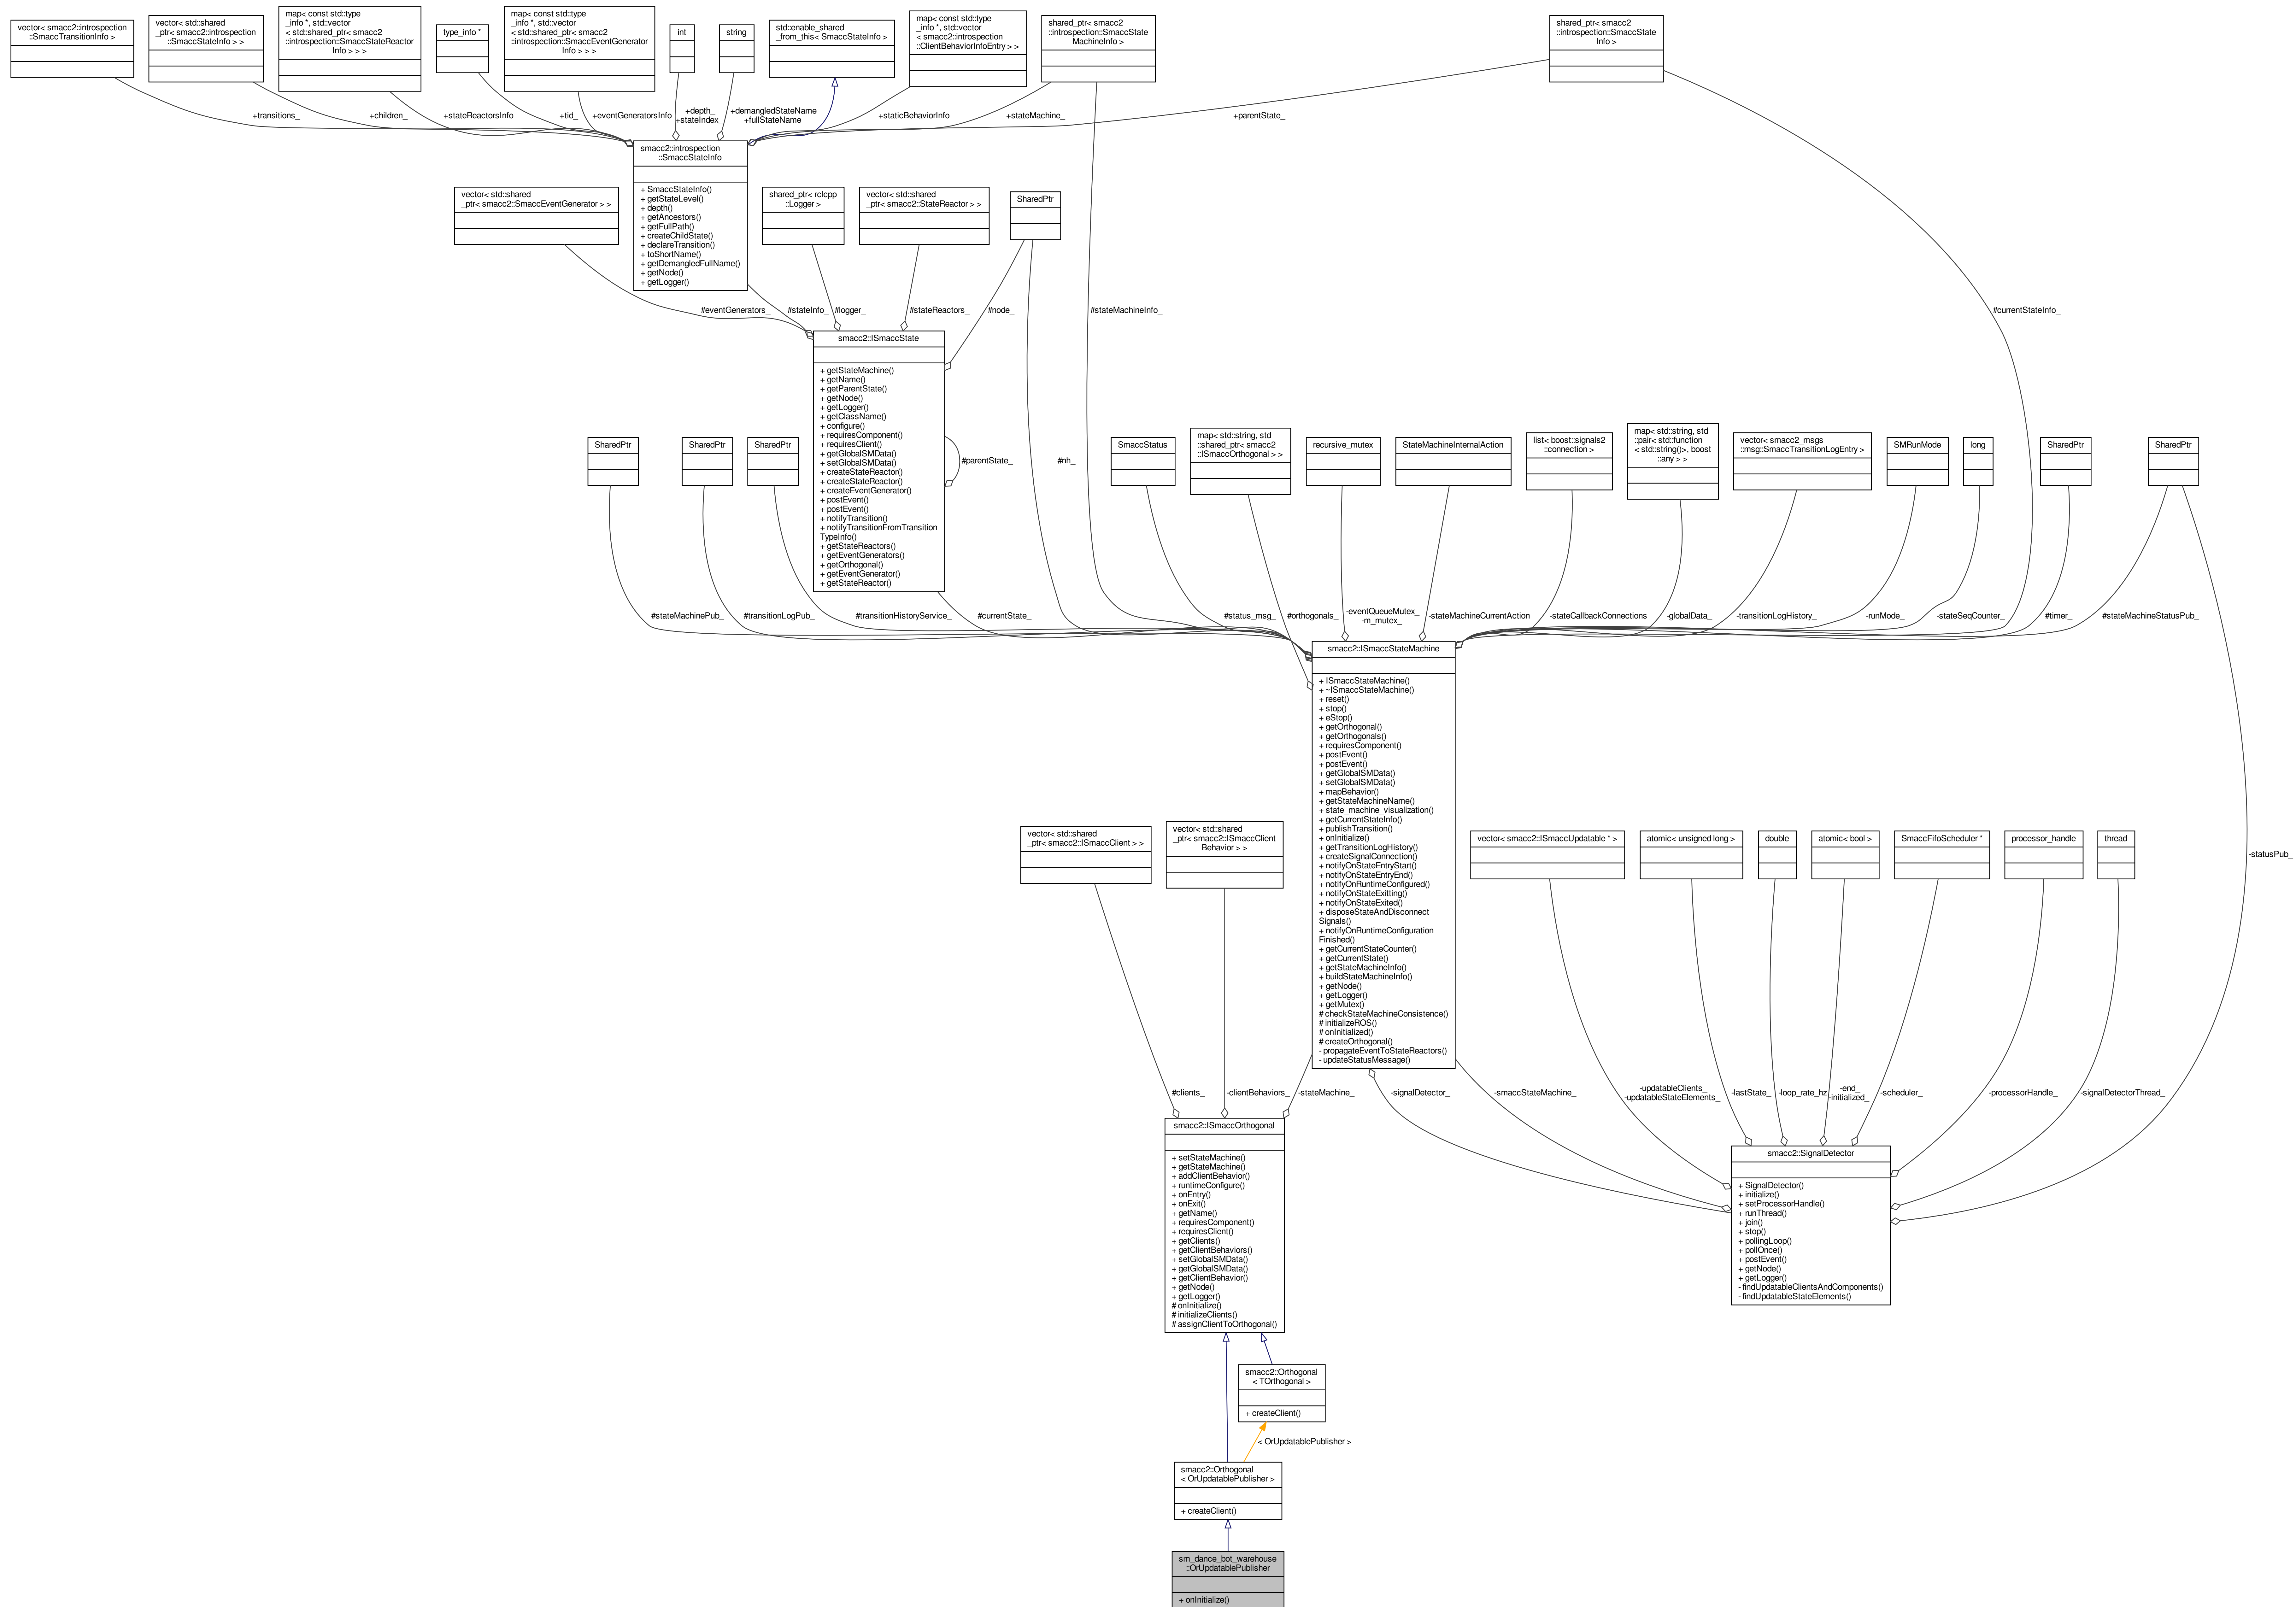 vector< smacc2::introspection
::SmaccTransitionInfo >
vector< std::shared
_ptr< smacc2::introspection
::SmaccStateInfo > >
map< const std::type
_info *, std::vector
< std::shared_ptr< smacc2
::introspection::SmaccStateReactor
Info > > >
type_info *
map< const std::type
_info *, std::vector
< std::shared_ptr< smacc2
::introspection::SmaccEventGenerator
Info > > >
int
string
std::enable_shared
_from_this< SmaccStateInfo >
map< const std::type
_info *, std::vector
< smacc2::introspection
::ClientBehaviorInfoEntry > >
shared_ptr< smacc2
::introspection::SmaccState
MachineInfo >
shared_ptr< smacc2
::introspection::SmaccState
Info >
+transitions_
+children_
+stateReactorsInfo
+tid_
+eventGeneratorsInfo
+depth_
+stateIndex_
+demangledStateName
+fullStateName
+staticBehaviorInfo
+stateMachine_
+parentState_
smacc2::introspection
::SmaccStateInfo
+ SmaccStateInfo()
+ getStateLevel()
+ depth()
+ getAncestors()
+ getFullPath()
+ createChildState()
+ declareTransition()
+ toShortName()
+ getDemangledFullName()
+ getNode()
+ getLogger()
vector< std::shared
_ptr< smacc2::SmaccEventGenerator > >
shared_ptr< rclcpp
::Logger >
vector< std::shared
_ptr< smacc2::StateReactor > >
SharedPtr
#eventGenerators_
#stateInfo_
#logger_
#stateReactors_
#node_
#stateMachineInfo_
#currentStateInfo_
smacc2::ISmaccState
+ getStateMachine()
+ getName()
+ getParentState()
+ getNode()
+ getLogger()
+ getClassName()
+ configure()
+ requiresComponent()
+ requiresClient()
+ getGlobalSMData()
+ setGlobalSMData()
+ createStateReactor()
+ createStateReactor()
+ createEventGenerator()
+ postEvent()
+ postEvent()
+ notifyTransition()
+ notifyTransitionFromTransition
TypeInfo()
+ getStateReactors()
+ getEventGenerators()
+ getOrthogonal()
+ getEventGenerator()
+ getStateReactor()
#parentState_
#nh_
SharedPtr
SharedPtr
SharedPtr
SmaccStatus
map< std::string, std
::shared_ptr< smacc2
::ISmaccOrthogonal > >
recursive_mutex
StateMachineInternalAction
list< boost::signals2
::connection >
map< std::string, std
::pair< std::function
< std::string()>, boost
::any > >
vector< smacc2_msgs
::msg::SmaccTransitionLogEntry >
SMRunMode
long
SharedPtr
SharedPtr
#stateMachinePub_
#transitionLogPub_
#transitionHistoryService_
#currentState_
#status_msg_
#orthogonals_
-eventQueueMutex_
-m_mutex_
-stateMachineCurrentAction
-stateCallbackConnections
-globalData_
-transitionLogHistory_
-runMode_
-stateSeqCounter_
#timer_
#stateMachineStatusPub_
smacc2::ISmaccStateMachine
+ ISmaccStateMachine()
+ ~ISmaccStateMachine()
+ reset()
+ stop()
+ eStop()
+ getOrthogonal()
+ getOrthogonals()
+ requiresComponent()
+ postEvent()
+ postEvent()
+ getGlobalSMData()
+ setGlobalSMData()
+ mapBehavior()
+ getStateMachineName()
+ state_machine_visualization()
+ getCurrentStateInfo()
+ publishTransition()
+ onInitialize()
+ getTransitionLogHistory()
+ createSignalConnection()
+ notifyOnStateEntryStart()
+ notifyOnStateEntryEnd()
+ notifyOnRuntimeConfigured()
+ notifyOnStateExitting()
+ notifyOnStateExited()
+ disposeStateAndDisconnect
Signals()
+ notifyOnRuntimeConfiguration
Finished()
+ getCurrentStateCounter()
+ getCurrentState()
+ getStateMachineInfo()
+ buildStateMachineInfo()
+ getNode()
+ getLogger()
+ getMutex()
# checkStateMachineConsistence()
# initializeROS()
# onInitialized()
# createOrthogonal()
- propagateEventToStateReactors()
- updateStatusMessage()
vector< std::shared
_ptr< smacc2::ISmaccClient > >
vector< std::shared
_ptr< smacc2::ISmaccClient
Behavior > >
vector< smacc2::ISmaccUpdatable * >
atomic< unsigned long >
double
atomic< bool >
SmaccFifoScheduler *
processor_handle
thread
-statusPub_
#clients_
-clientBehaviors_
-stateMachine_
-signalDetector_
-smaccStateMachine_
-updatableClients_
-updatableStateElements_
-lastState_
-loop_rate_hz
-end_
-initialized_
-scheduler_
-processorHandle_
-signalDetectorThread_
smacc2::ISmaccOrthogonal
+ setStateMachine()
+ getStateMachine()
+ addClientBehavior()
+ runtimeConfigure()
+ onEntry()
+ onExit()
+ getName()
+ requiresComponent()
+ requiresClient()
+ getClients()
+ getClientBehaviors()
+ setGlobalSMData()
+ getGlobalSMData()
+ getClientBehavior()
+ getNode()
+ getLogger()
# onInitialize()
# initializeClients()
# assignClientToOrthogonal()
smacc2::SignalDetector
+ SignalDetector()
+ initialize()
+ setProcessorHandle()
+ runThread()
+ join()
+ stop()
+ pollingLoop()
+ pollOnce()
+ postEvent()
+ getNode()
+ getLogger()
- findUpdatableClientsAndComponents()
- findUpdatableStateElements()
smacc2::Orthogonal
< TOrthogonal >
+ createClient()
< OrUpdatablePublisher >
smacc2::Orthogonal
< OrUpdatablePublisher >
+ createClient()
sm_dance_bot_warehouse
::OrUpdatablePublisher
+ onInitialize()